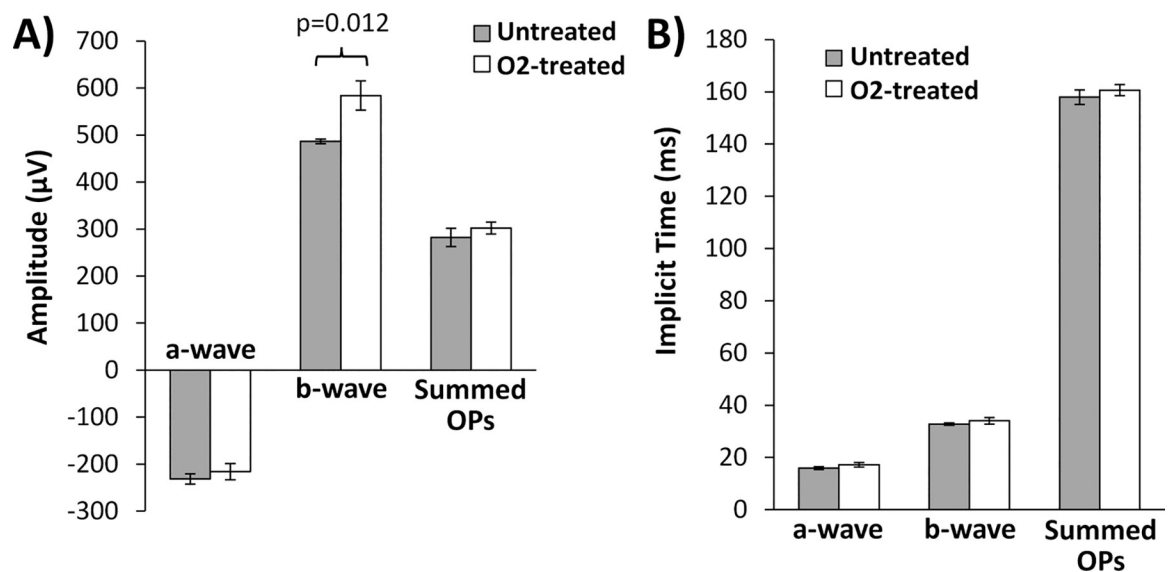 A)
p=0.012
Untreated
O2-treated
Amplitude (µV)
700
600
500
400
300
200
100
0
-100
-200
-300
a-wave
b-wave
Summed
OPs
B)
Untreated
O2-treated
Implicit Time (ms)
180
160
140
120
100
80
60
40
20
0
a-wave
b-wave
Summed
OPs